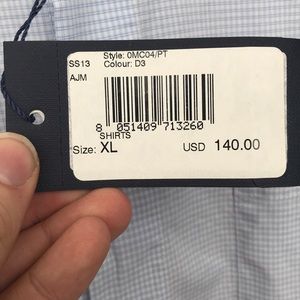 Style: 0MC04/PT
SS13 Colour: D3
AJM
8 051409 713260
SHIRTS
Size: XL USD 140.00